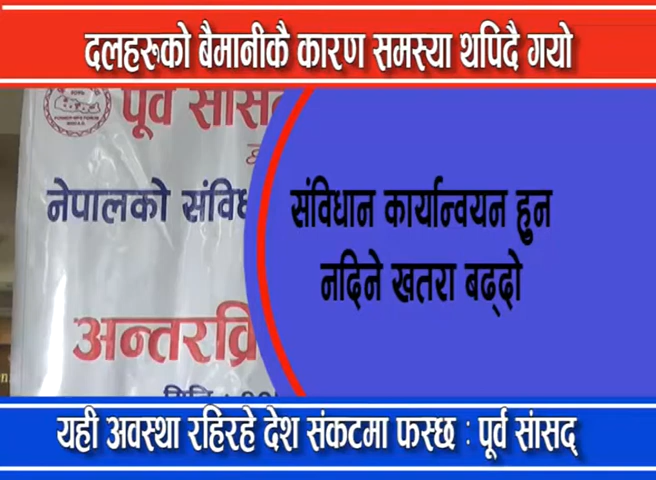 दलहरुको बैमानीकै कारण समस्या थपिदै गयो
पूर्व सांसद
नेपालको संविध
अन्तरक्रि
संविधान कार्यान्वयन हुन
नदिने खतरा बढ्दो
यही अवस्था रहिरहे देश संकटमा फस्छ : पूर्व सांसद्